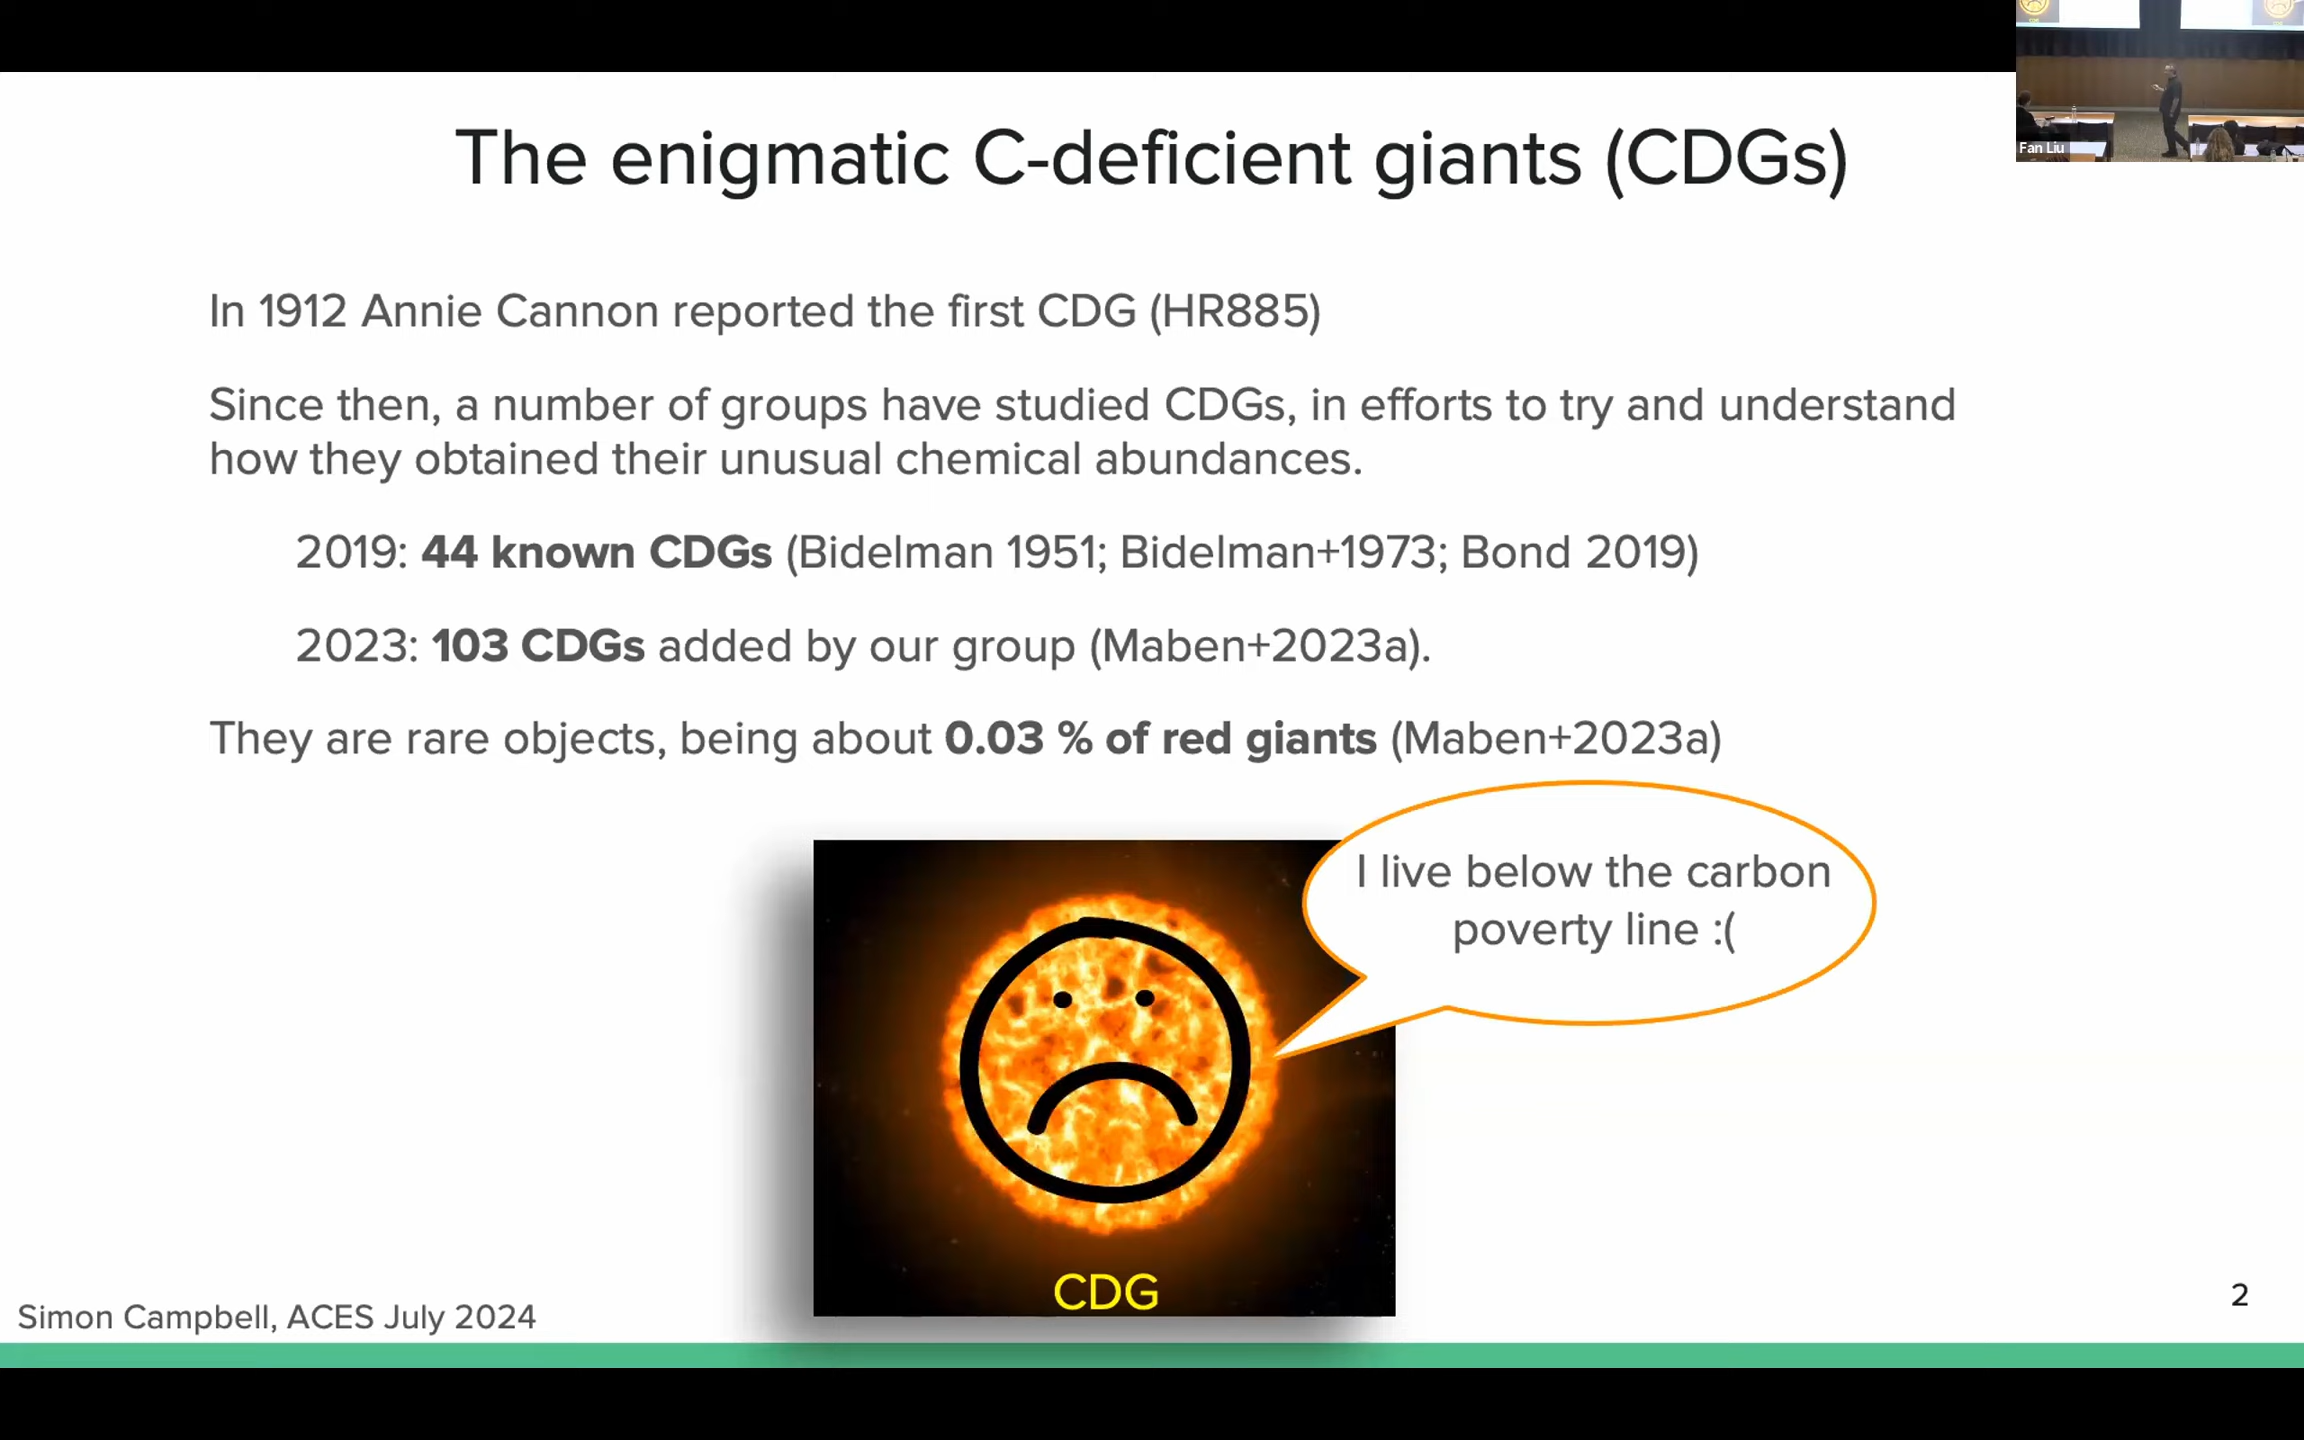 The enigmatic C-deficient giants (CDGs)
Fan Liu
In 1912 Annie Cannon reported the first CDG (HR885)
Since then, a number of groups have studied CDGs, in efforts to try and understand
how they obtained their unusual chemical abundances.
2019: 44 known CDGs (Bidelman 1951; Bidelman+1973; Bond 2019)
2023: 103 CDGs added by our group (Maben+2023a).
They are rare objects, being about 0.03 % of red giants (Maben+2023a)
I live below the carbon
poverty line :(
CDG
Simon Campbell, ACES July 2024
2